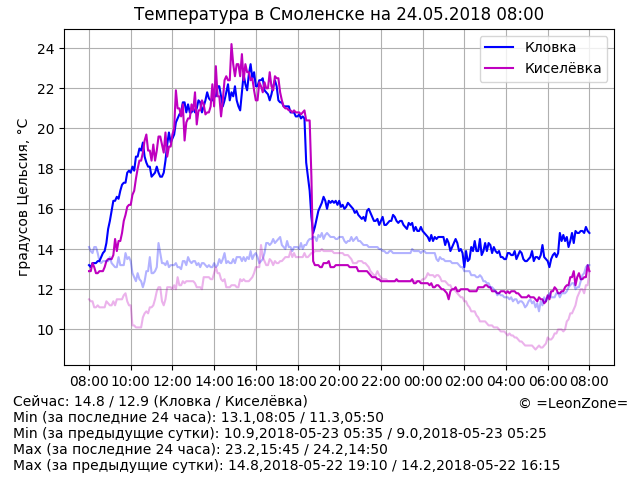 Температура в Смоленске на 24.05.2018 08:00
Кловка
Киселёвка
градусов Цельсия, °C
24
22
20
18
16
14
12
10
08:00 10:00 12:00 14:00 16:00 18:00 20:00 22:00 00:00 02:00 04:00 06:00 08:00
Сейчас: 14.8 / 12.9 (Кловка / Киселёвка)
© =LeonZone=
Min (за последние 24 часа): 13.1,08:05 / 11.3,05:50
Min (за предыдущие сутки): 10.9,2018-05-23 05:35 / 9.0,2018-05-23 05:25
Max (за последние 24 часа): 23.2,15:45 / 24.2,14:50
Max (за предыдущие сутки): 14.8,2018-05-22 19:10 / 14.2,2018-05-22 16:15